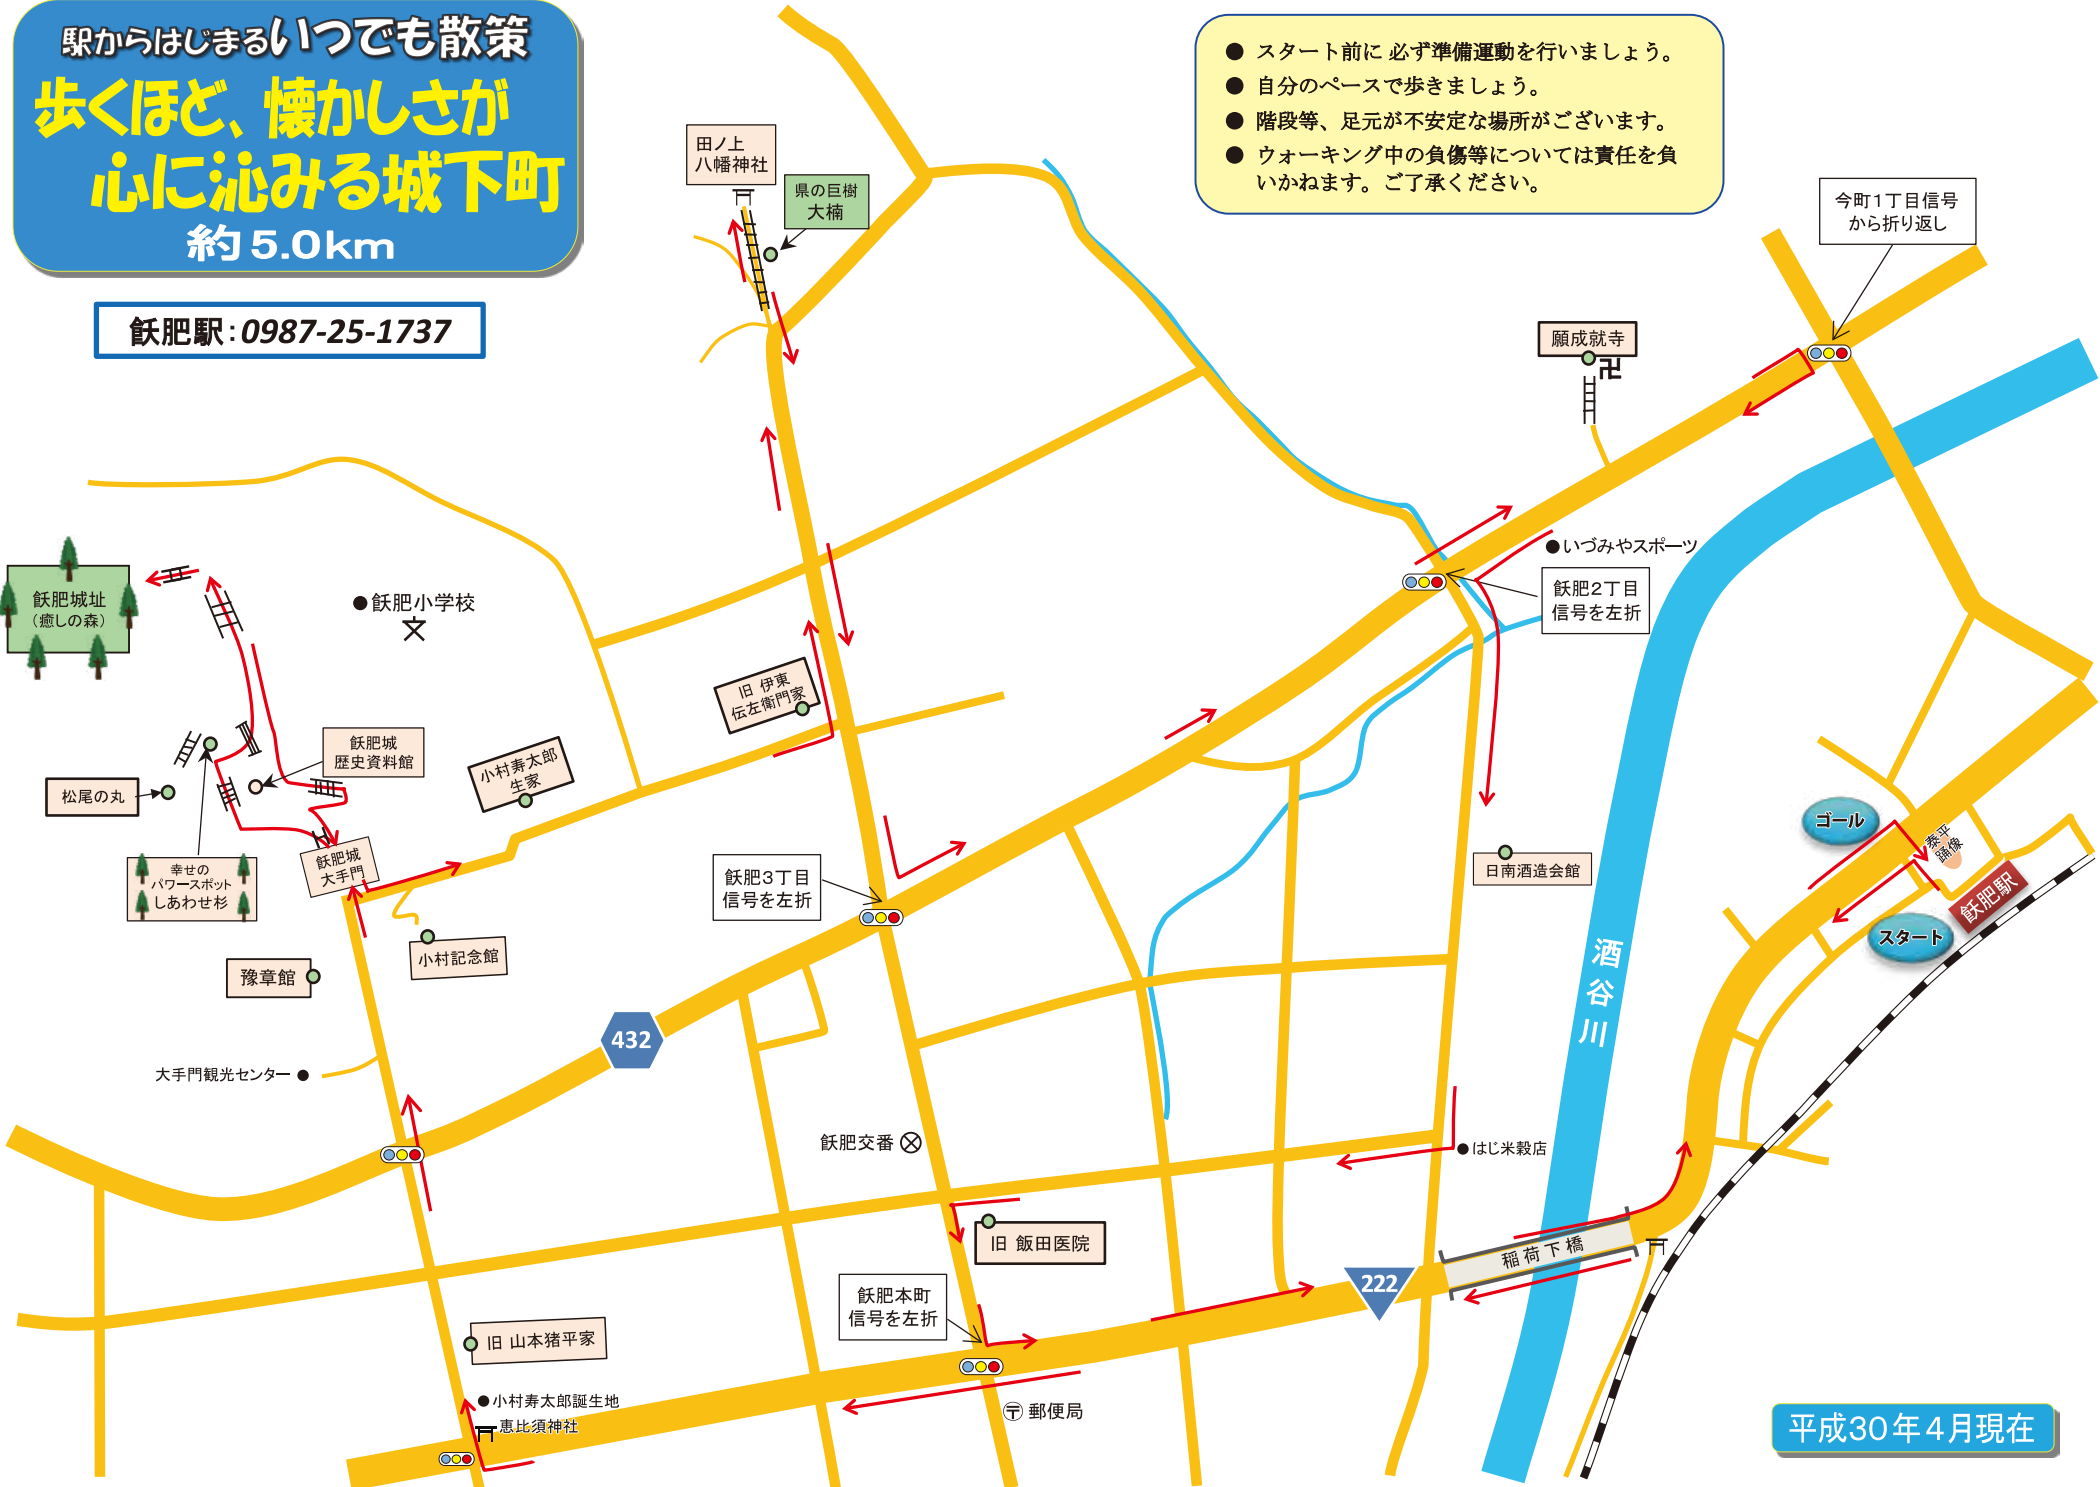 駅からはじまるいつでも散策
歩くほど、懐かしさが
心に沁みる城下町
約5.0km
飫肥駅：0987-25-1737
● スタート前に 必ず準備運動を行いましょう。
● 自分のペースで歩きましょう。
● 階段等、足元が不安定な場所がございます。
● ウォーキング中の負傷等については責任を負
いかねます。ご了承ください。
田ノ上
八幡神社
県の巨樹
大楠
今町1丁目信号
から折り返し
願成就寺
卍
● いづみやスポーツ
飫肥2丁目
信号を左折
飫肥城址
（癒しの森）
● 飫肥小学校
文
旧 伊東
伝左衛門家
飫肥城
歴史資料館
小村寿太郎
生家
松尾の丸
幸せの
パワースポット
しあわせ杉
飫肥城
大手門
飫肥3丁目
信号を左折
日南酒造会館
ゴール
泰平
踊像
飫肥駅
スタート
小村記念館
豫章館
酒谷川
432
大手門観光センター ●
飫肥交番
● はじ米穀店
旧 飯田医院
稲荷下橋
222
飫肥本町
信号を左折
旧 山本猪平家
● 小村寿太郎誕生地
恵比須神社
〒 郵便局
平成30年4月現在